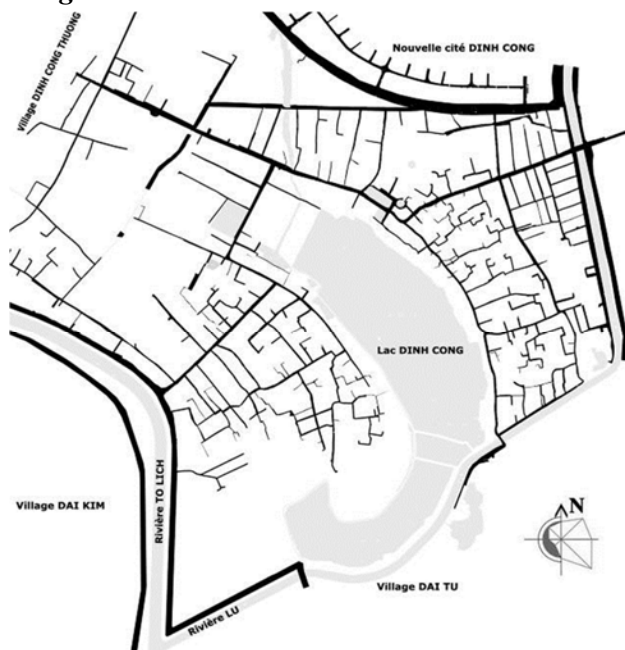 Nouvelle cité DINH CONG
Village DINH CONG THUONG
Lac DINH CONG
Village DAI KIM
Rivière TO LICH
N
Village DAI TU
Rivière LU